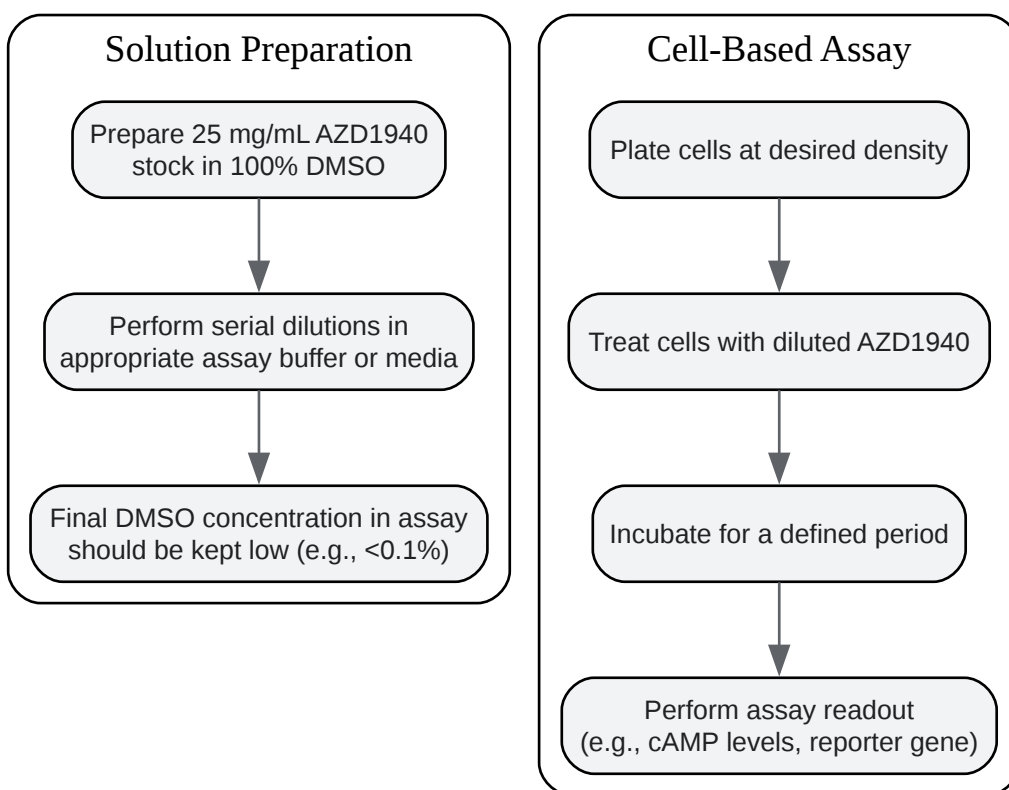 Solution Preparation
Prepare 25 mg/mL AZD1940
stock in 100% DMSO
Perform serial dilutions in
appropriate assay buffer or media
Final DMSO concentration in assay
should be kept low (e.g., <0.1%)
Cell-Based Assay
Plate cells at desired density
Treat cells with diluted AZD1940
Incubate for a defined period
Perform assay readout
(e.g., cAMP levels, reporter gene)